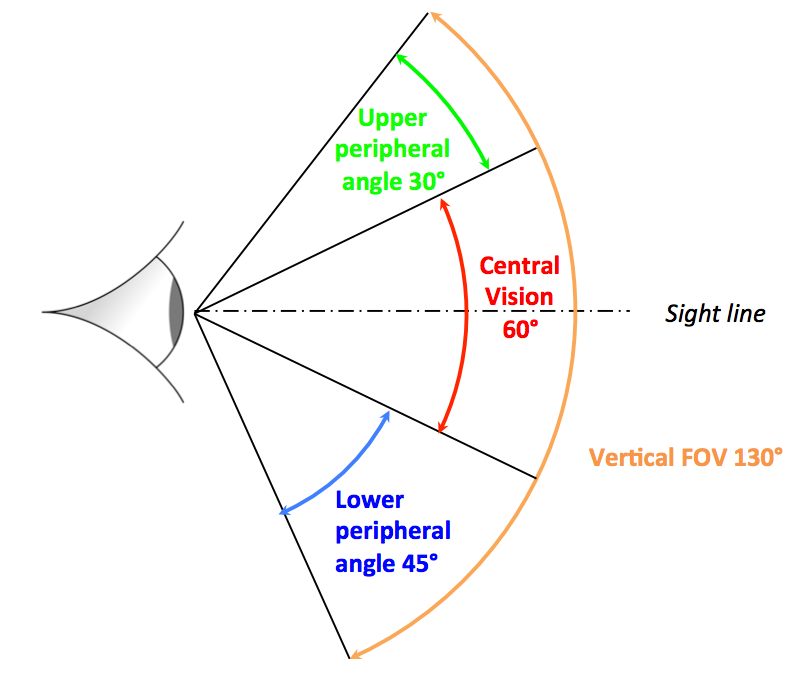 Upper
peripheral
angle 30°
Central
Vision
60°
Sight line
Vertical FOV 130°
Lower
peripheral
angle 45°